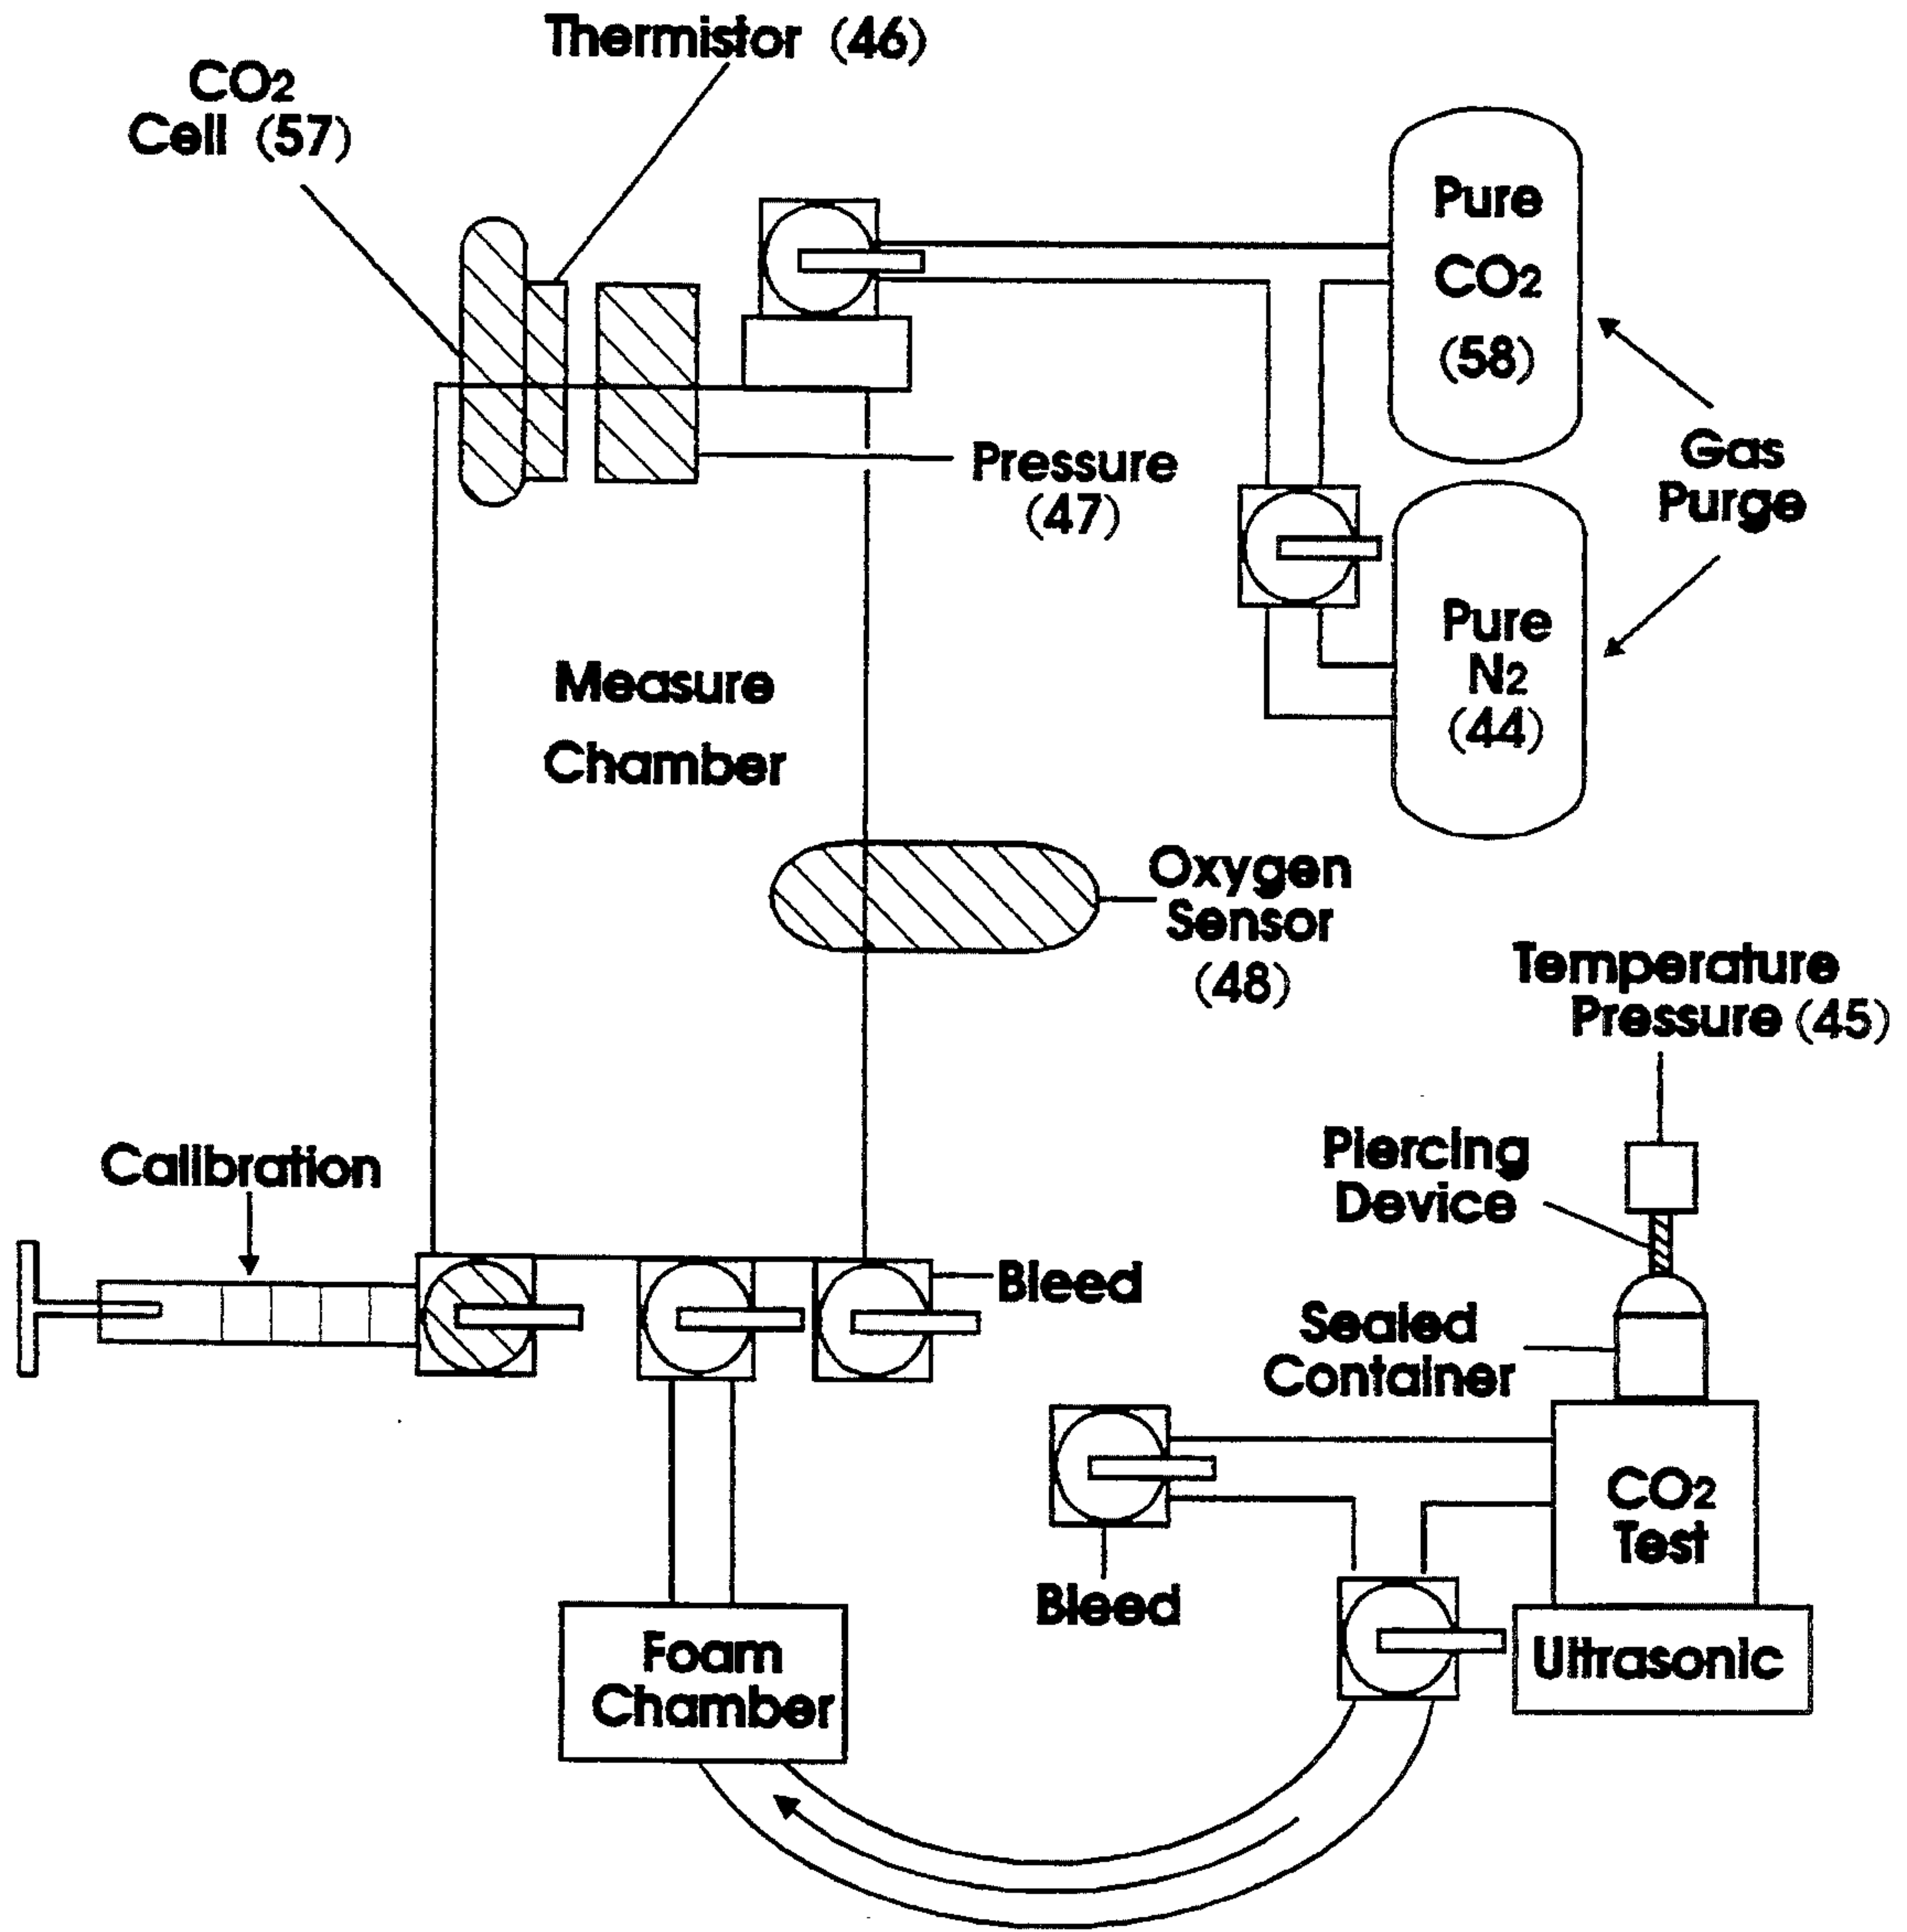 Thermistor (46)
CO2
Cell (57)
Pure
CO2
(58)
Gas
Purge
Pressure
(47)
Pure
N2
(44)
Measure
Chamber
Oxygen
Sensor
(48)
Temperature
Pressure (45)
Piercing
Device
Calibration
Bleed
Sealed
Container
CO2
Test
Bleed
Ultrasonic
Foam
Chamber